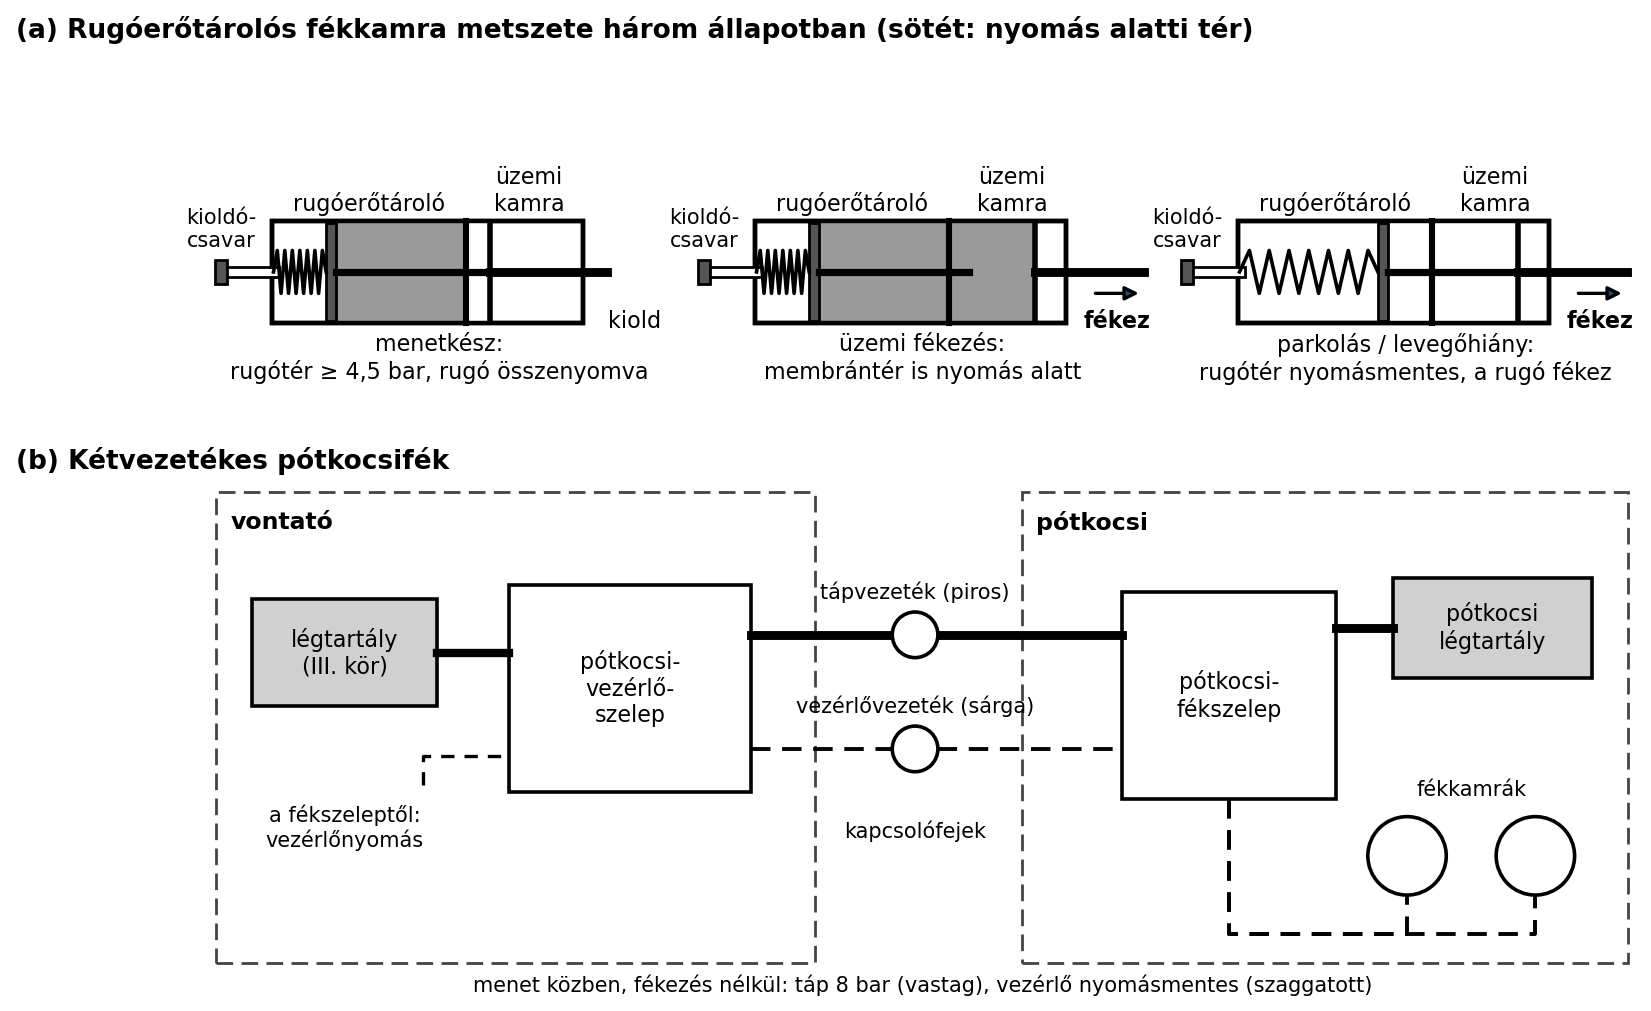 (a) Rugóerőtárolós fékkamra metszete három állapotban (sötét: nyomás alatti tér)
kioldó-
csavar
rugóerőtároló
üzemi
kamra
kiold
menetkész:
rugótér ≥ 4,5 bar, rugó összenyomva
kioldó-
csavar
rugóerőtároló
üzemi
kamra
fékez
üzemi fékezés:
membrántér is nyomás alatt
kioldó-
csavar
rugóerőtároló
üzemi
kamra
fékez
parkolás / levegőhiány:
rugótér nyomásmentes, a rugó fékez
(b) Kétvezetékes pótkocsifék
vontató
légtartály
(III. kör)
pótkocsi-
vezérlő-
szelep
a fékszeleptől:
vezérlőnyomás
tápvezeték (piros)
vezérlővezeték (sárga)
kapcsolófejek
pótkocsi
pótkocsi-
fékszelep
pótkocsi
légtartály
fékkamrák
menet közben, fékezés nélkül: táp 8 bar (vastag), vezérlő nyomásmentes (szaggatott)